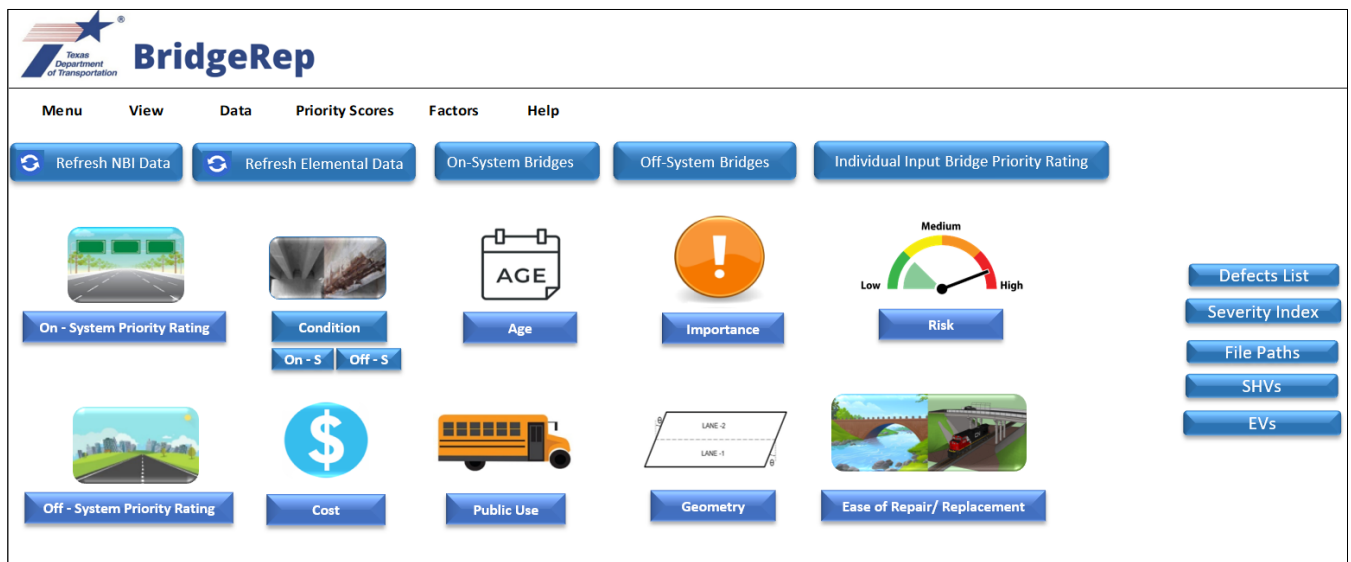 ®
Texas
Department
of Transportation
BridgeRep
Menu View Data Priority Scores Factors Help
Refresh NBI Data Refresh Elemental Data On-System Bridges Off-System Bridges Individual Input Bridge Priority Rating
AGE
!
Medium
Low High
On - System Priority Rating Condition Age Importance Risk
On - S Off - S
Defects List
Severity Index
File Paths
SHVs
EVs
$
θ LANE -2
LANE -1 θ
Off - System Priority Rating Cost Public Use Geometry Ease of Repair/ Replacement